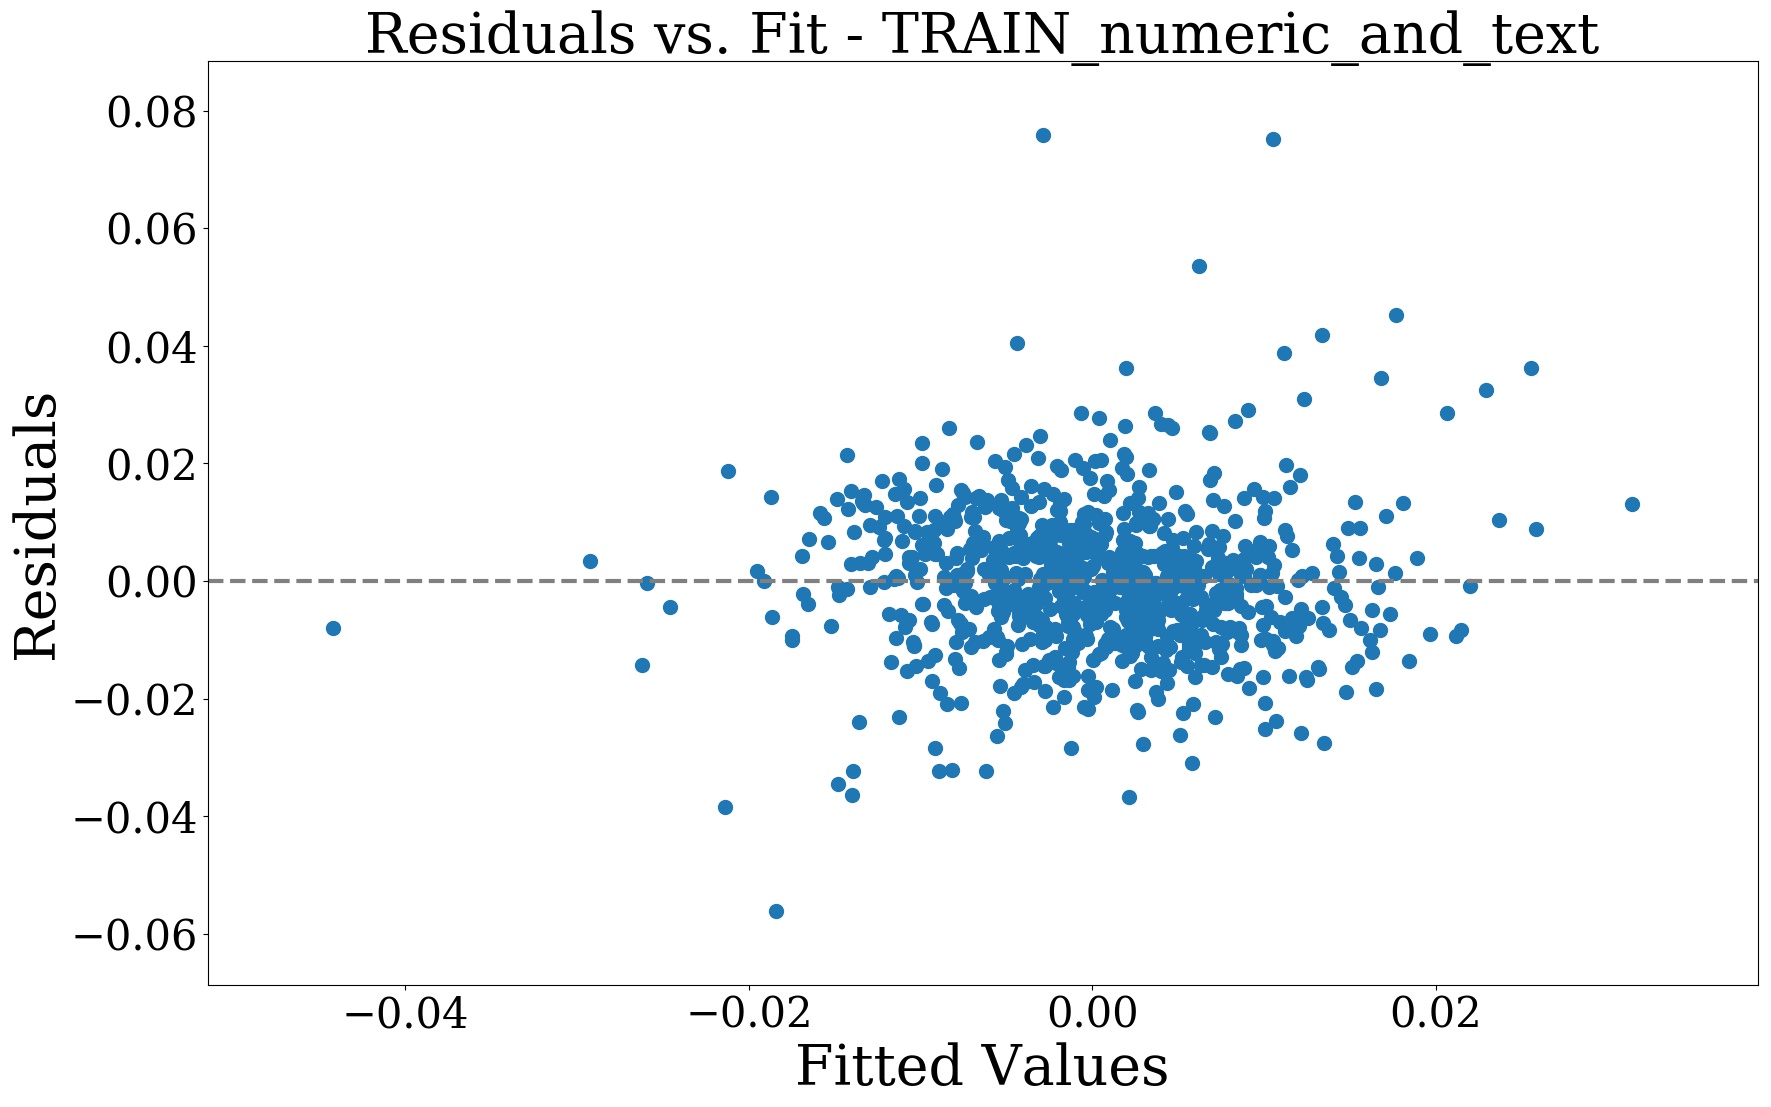 Residuals vs. Fit - TRAIN_numeric_and_text
Residuals
0.08
0.06
0.04
0.02
0.00
−0.02
−0.04
−0.06
−0.04 −0.02 0.00 0.02
Fitted Values